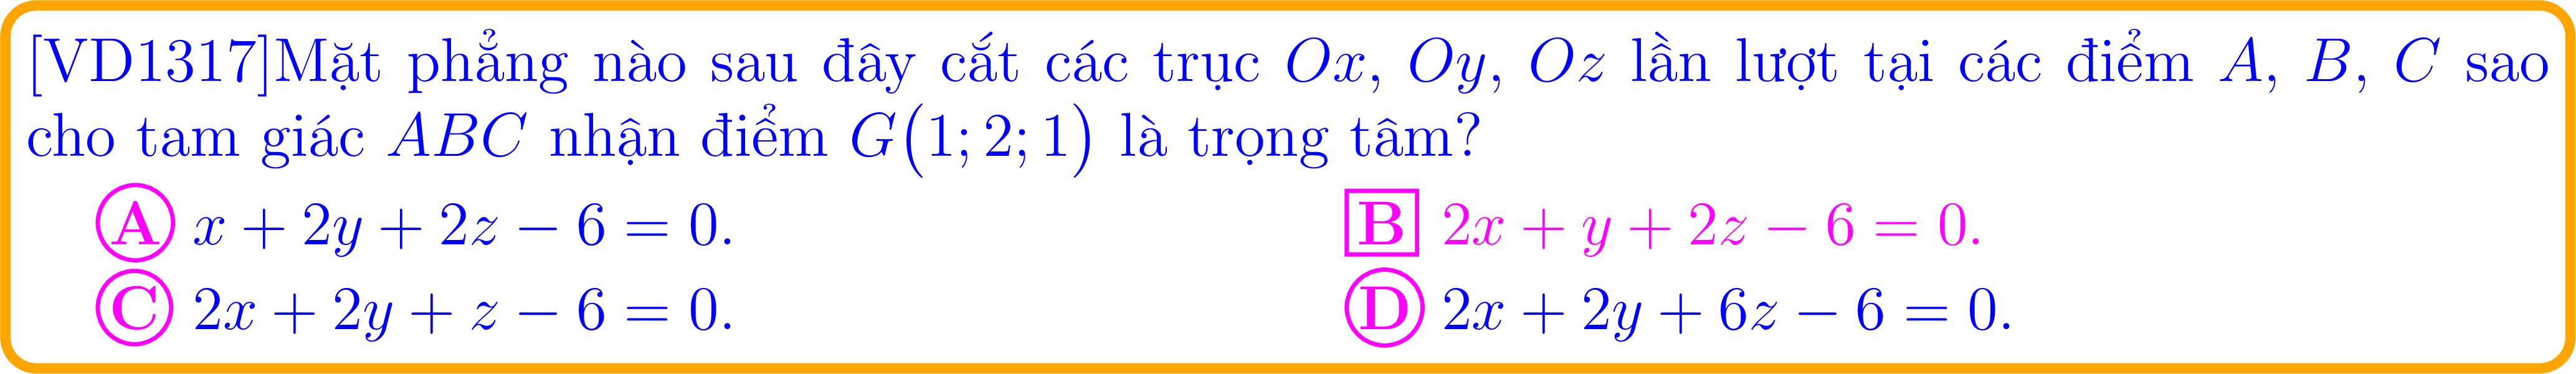 [VD1317]Mặt phẳng nào sau đây cắt các trục Ox, Oy, Oz lần lượt tại các điểm A, B, C sao
cho tam giác ABC nhận điểm G(1; 2; 1) là trọng tâm?
A x + 2y + 2z − 6 = 0. B 2x + y + 2z − 6 = 0.
C 2x + 2y + z − 6 = 0. D 2x + 2y + 6z − 6 = 0.